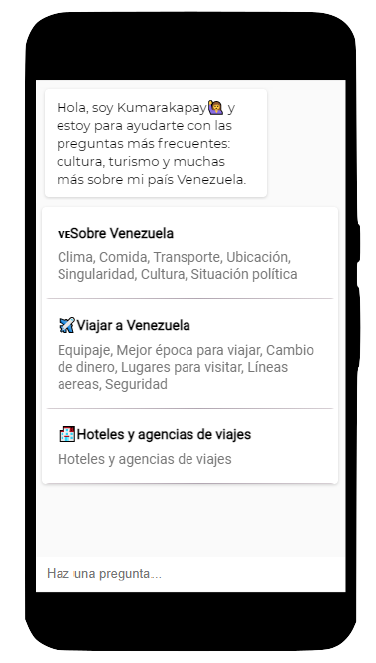 Hola, soy Kumarakapay🙋 y
estoy para ayudarte con las
preguntas más frecuentes:
cultura, turismo y muchas
más sobre mi país Venezuela.
VESobre Venezuela
Clima, Comida, Transporte, Ubicación,
Singularidad, Cultura, Situación política
✈Viajar a Venezuela
Equipaje, Mejor época para viajar, Cambio
de dinero, Lugares para visitar, Líneas
aereas, Seguridad
🏨Hoteles y agencias de viajes
Hoteles y agencias de viajes
Haz una pregunta...